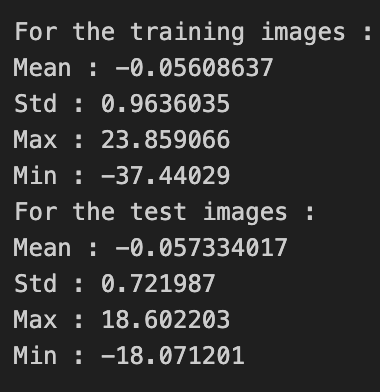 For the training images :
Mean : -0.05608637
Std : 0.9636035
Max : 23.859066
Min : -37.44029
For the test images :
Mean : -0.057334017
Std : 0.721987
Max : 18.602203
Min : -18.071201